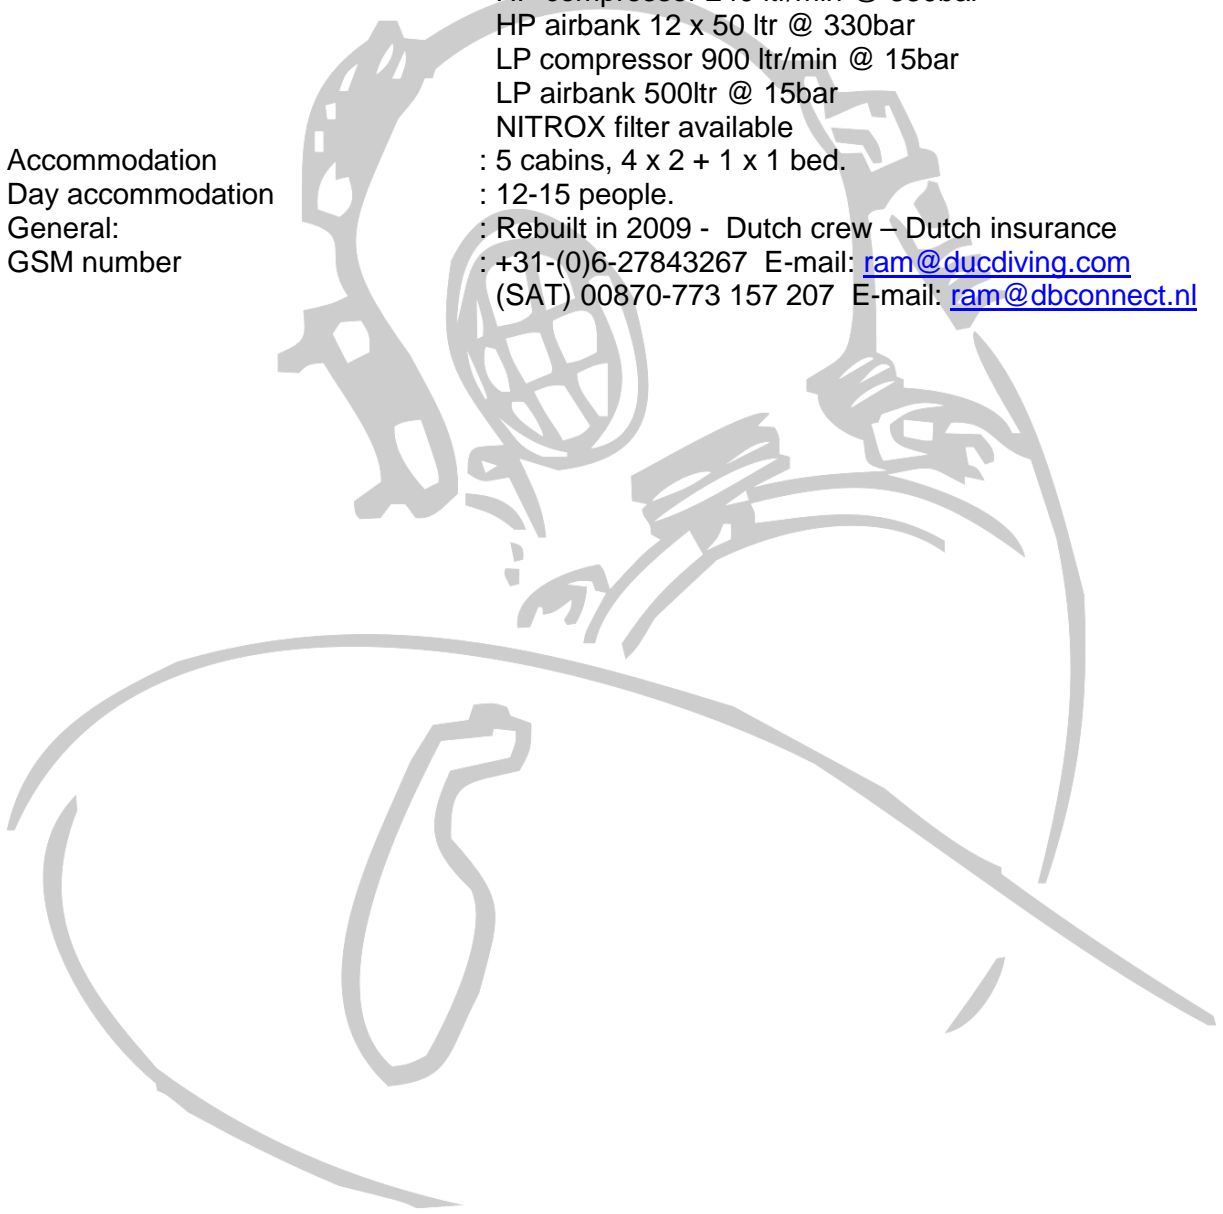 HP airbank 12 x 50 ltr @ 330bar
LP compressor 900 ltr/min @ 15bar
LP airbank 500ltr @ 15bar
NITROX filter available
Accommodation : 5 cabins, 4 x 2 + 1 x 1 bed.
Day accommodation : 12-15 people.
General: : Rebuilt in 2009 - Dutch crew – Dutch insurance
GSM number : +31-(0)6-27843267 E-mail: ram@ducdiving.com
(SAT) 00870-773 157 207 E-mail: ram@dbconnect.nl